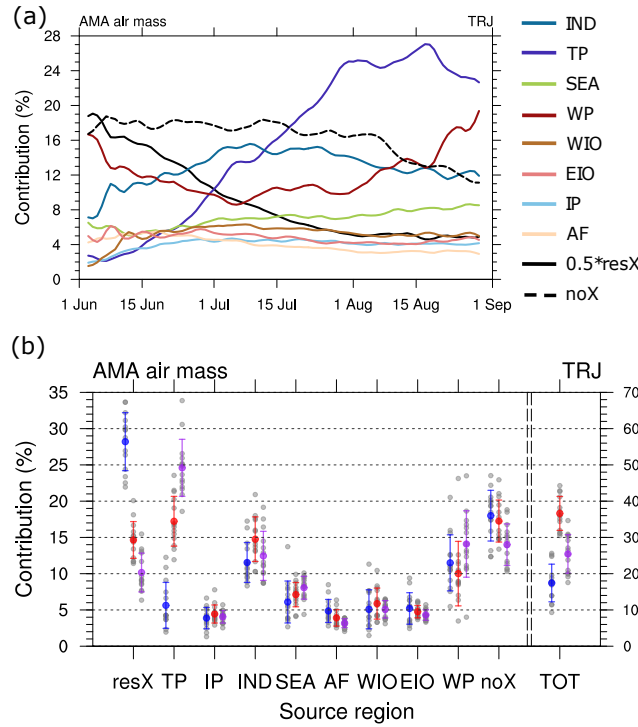 (a)
AMA air mass TRJ
Contribution (%)
28
24
20
16
12
8
4
0
1 Jun 15 Jun 1 Jul 15 Jul 1 Aug 15 Aug 1 Sep
IND
TP
SEA
WP
WIO
EIO
IP
AF
0.5*resX
noX
(b)
AMA air mass TRJ
Contribution (%)
35
30
25
20
15
10
5
0
70
60
50
40
30
20
10
0
resX TP IP IND SEA AF WIO EIO WP noX TOT
Source region